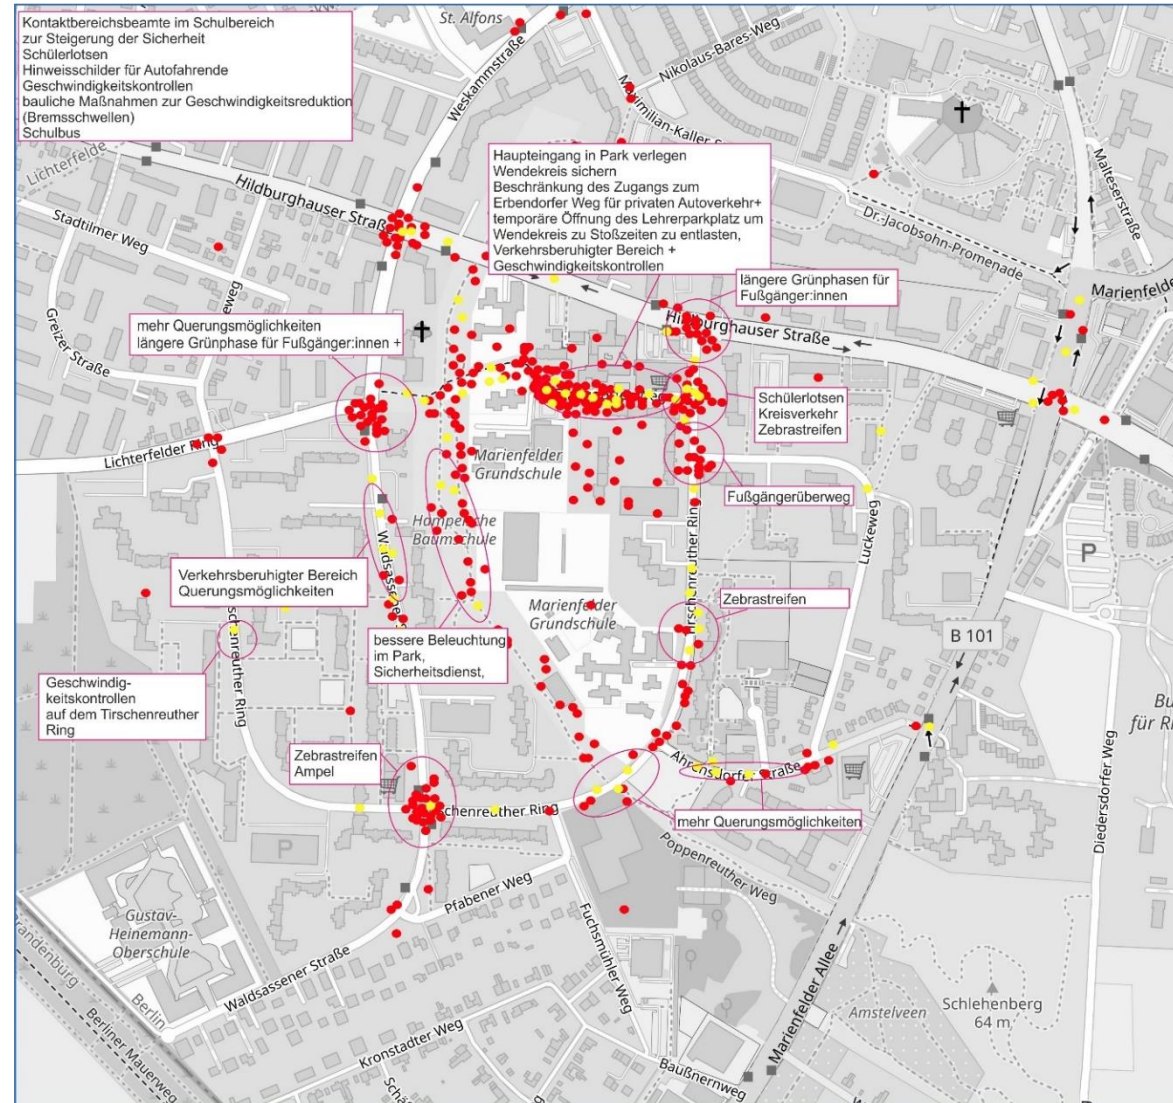 Kontaktbereichsbeamte im Schulbereich
zur Steigerung der Sicherheit
Schülerlotsen
Hinweisschilder für Autofahrende
Geschwindigkeitskontrollen
bauliche Maßnahmen zur Geschwindigkeitsreduktion
(Bremsschwellen)
Schulbus
St. Alfons
Weskammstraße
Nikolaus-Bares-Weg
Lichterfelde
Hildburghauser Straße
Stadtilmer Weg
Haupteingang in Park verlegen
Wendekreis sichern
Beschränkung des Zugangs zum
Erbendorfer Weg für privaten Autoverkehr+
temporäre Öffnung des Lehrerparkplatz um
Wendekreis zu Stoßzeiten zu entlasten,
Verkehrsberuhigter Bereich +
Geschwindigkeitskontrollen
Malteserstraße
Dr.-Jacobsohn-Promenade
Marienfelder
längere Grünphasen für
Fußgänger:innen
Hildburghauser Straße
Greizer Straße
mehr Querungsmöglichkeiten
längere Grünphase für Fußgänger:innen +
Schülerlotsen
Kreisverkehr
Zebrastreifen
Lichterfelder Ring
Marienfelder
Grundschule
Fußgängerüberweg
Hampelsche
Baumschule
Luckeweg
P
Verkehrsberuhigter Bereich
Querungsmöglichkeiten
Marienfelder
Grundschule
Zebrastreifen
B 101
bessere Beleuchtung
im Park,
Sicherheitsdienst,
Geschwindig-
keitskontrollen
auf dem Tirschenreuther
Ring
Zebrastreifen
Ampel
Ahrensdorfer Straße
Diedersdorfer Weg
mehr Querungsmöglichkeiten
P
Poppenreuther Weg
Pfabener Weg
Fuchsmühler Weg
Gustav-
Heinemann-
Oberschule
Waldsassener Straße
Brandenburg
Berlin
Berliner Mauerweg
Kronstadter Weg
Baußnernweg
Marienfelder Allee
Amstelveen
Schlehenberg
64 m